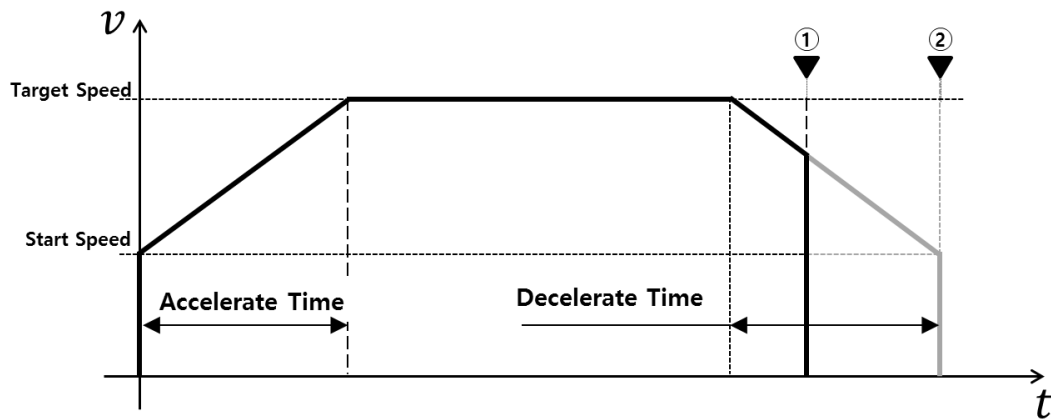 v
① ②
Target Speed
Start Speed
Accelerate Time Decelerate Time
t